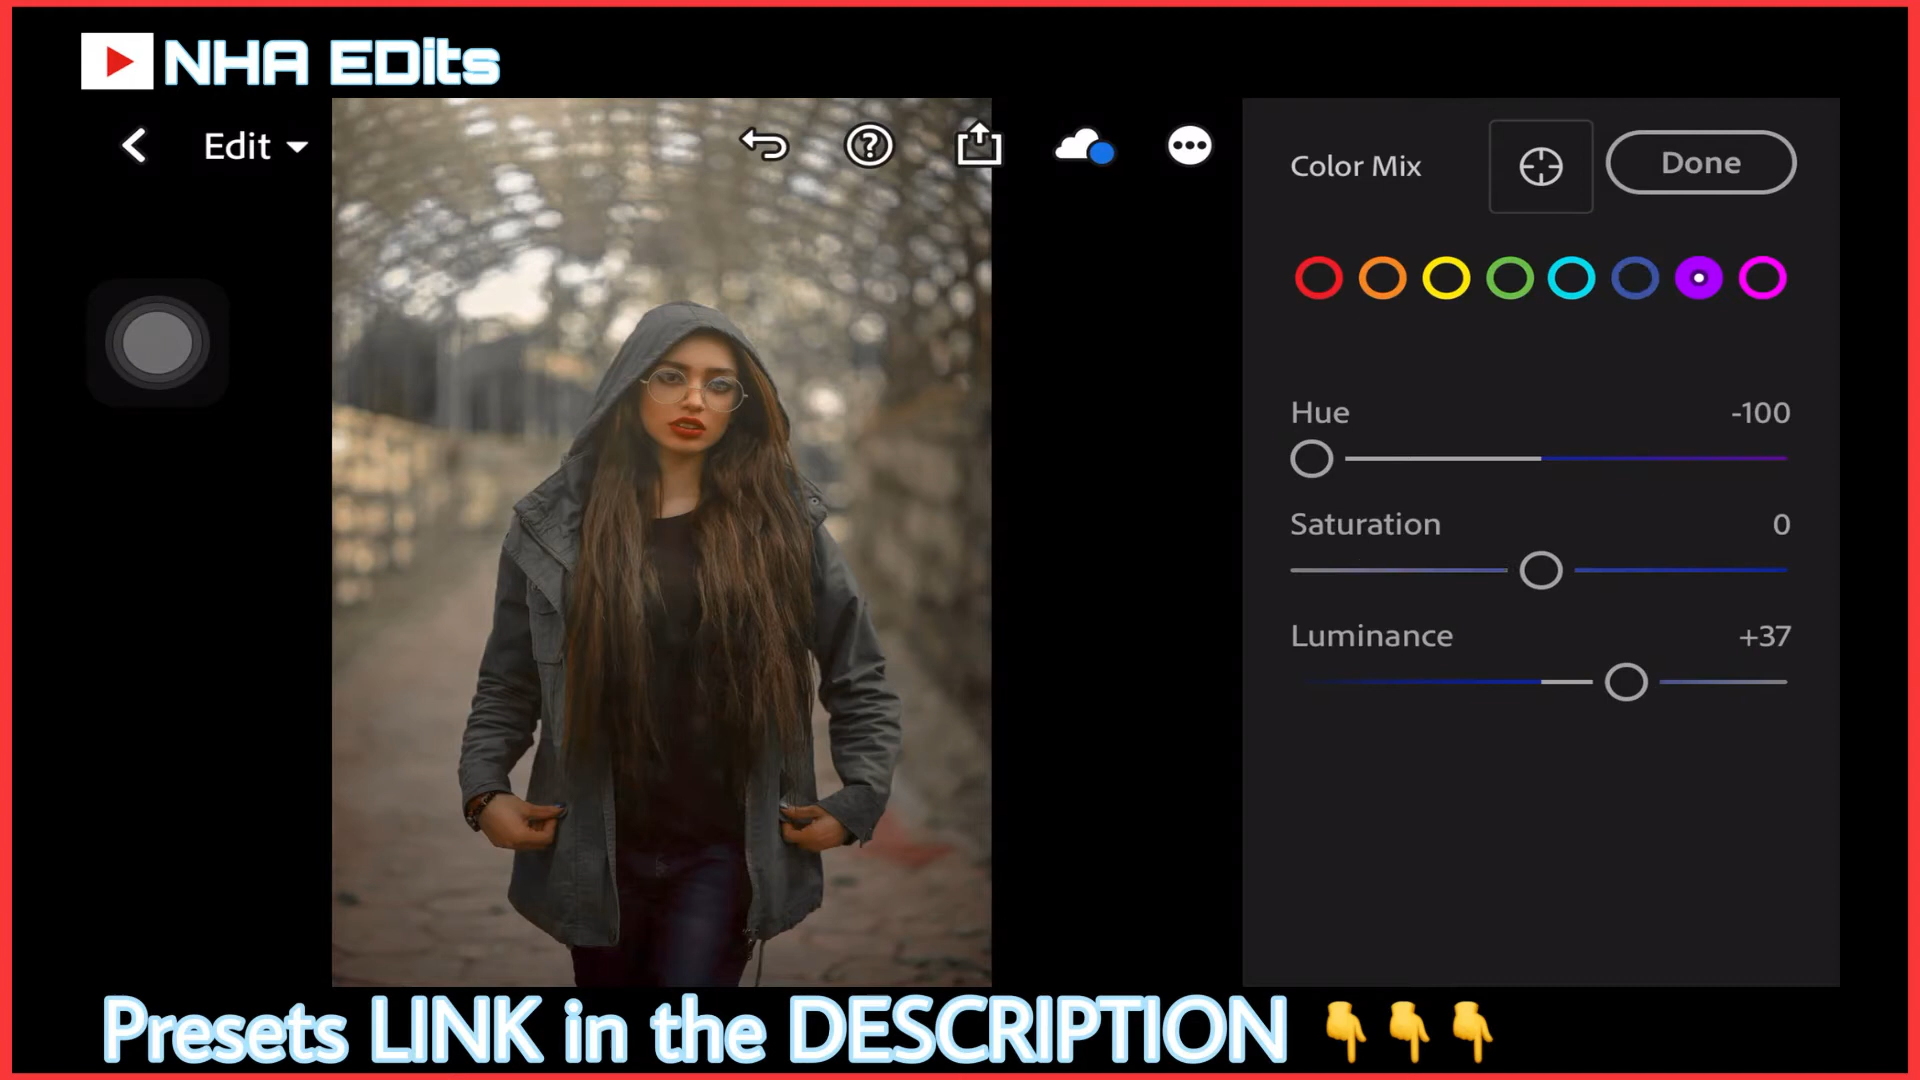 NHA EDits
Edit
Color Mix
Done
Hue -100
Saturation 0
Luminance +37
Presets LINK in the DESCRIPTION 👇👇👇